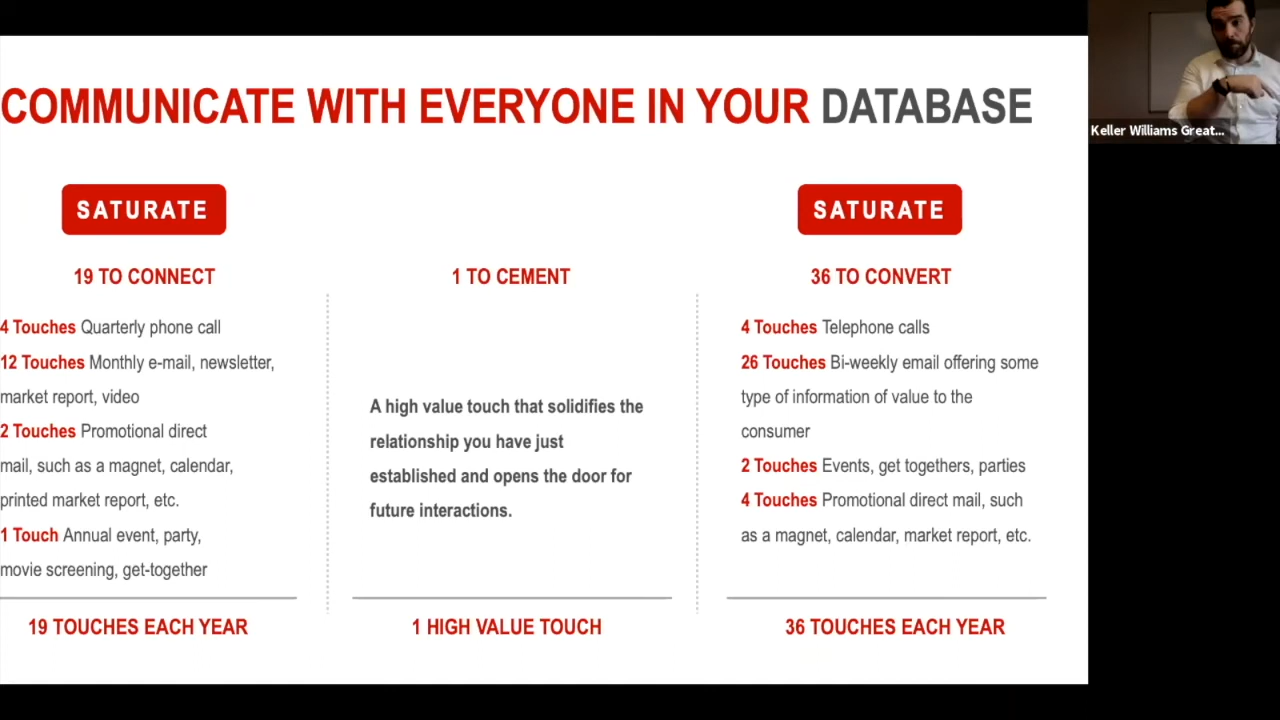 COMMUNICATE WITH EVERYONE IN YOUR DATABASE
Keller Williams Great...
SATURATE
19 TO CONNECT
4 Touches Quarterly phone call
12 Touches Monthly e-mail, newsletter,
market report, video
2 Touches Promotional direct
mail, such as a magnet, calendar,
printed market report, etc.
1 Touch Annual event, party,
movie screening, get-together
19 TOUCHES EACH YEAR
1 TO CEMENT
A high value touch that solidifies the
relationship you have just
established and opens the door for
future interactions.
1 HIGH VALUE TOUCH
SATURATE
36 TO CONVERT
4 Touches Telephone calls
26 Touches Bi-weekly email offering some
type of information of value to the
consumer
2 Touches Events, get togethers, parties
4 Touches Promotional direct mail, such
as a magnet, calendar, market report, etc.
36 TOUCHES EACH YEAR